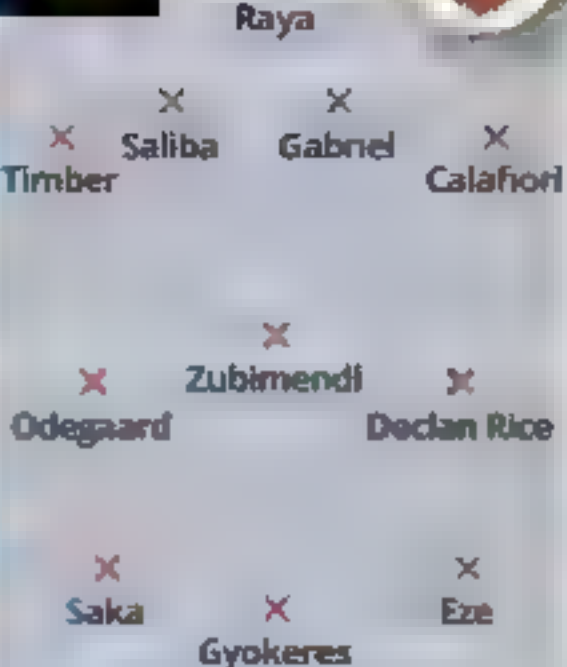 Raya
Saliba Gabriel
Timber Calafiori
Zubimendi
Odegaard Declan Rice
Saka Eze
Gyokeres